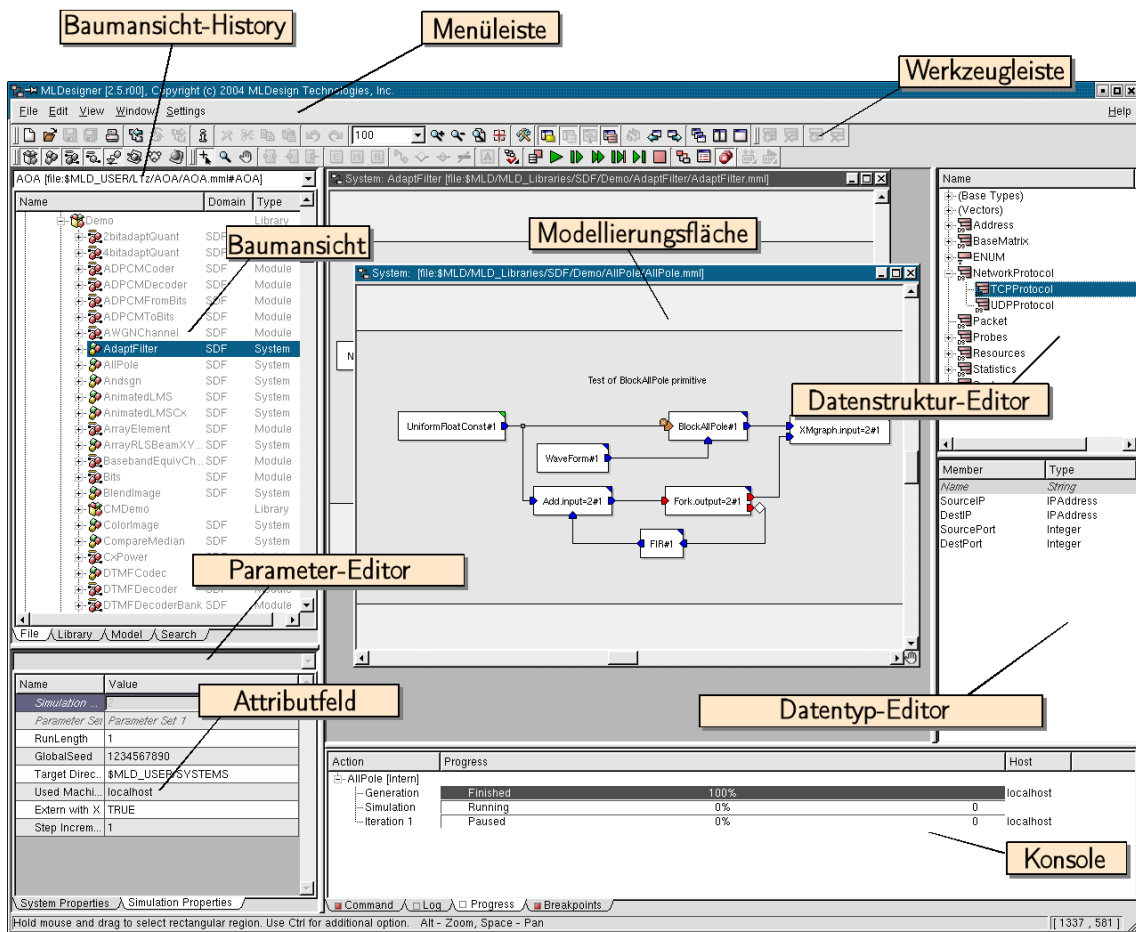 Baumansicht-History
Menüleiste
Werkzeugleiste
MLDesigner [2.5.r00], Copyright (c) 2004 MLDesign Technologies, Inc.
File Edit View Window Settings Help
100
AOA [file:$MLD_USER/LTz/AOA/AOA.mml#AOA]
Name Domain Type
Demo Library
2bitadaptQuant SDF
4bitadaptQuant SDF
ADPCMCoder SDF Module
ADPCMDecoder SDF Module
ADPCMFromBits SDF Module
ADPCMToBits SDF Module
AWGNChannel SDF Module
AdaptFilter SDF System
AllPole SDF System
Andsgn SDF System
AnimatedLMS SDF System
AnimatedLMSCx SDF System
ArrayElement SDF Module
ArrayRLSBeamXY... SDF System
BasebandEquivCh... SDF Module
Bits SDF Module
BlendImage SDF System
CMDemo Library
ColorImage SDF System
CompareMedian SDF System
CxPower Module
DTMFCodec
DTMFDecoder
DTMFDecoderBank SDF Module
Baumansicht
File Library Model Search
Parameter-Editor
Name Value
Simulation ... 2
Parameter Set Parameter Set 1
RunLength 1
GlobalSeed 1234567890
Target Direc... $MLD_USER/SYSTEMS
Used Machi... localhost
Extern with X TRUE
Step Increm... 1
Attributfeld
System Properties Simulation Properties
System: AdaptFilter [file:$MLD/MLD_Libraries/SDF/Demo/AdaptFilter/AdaptFilter.mml]
Modellierungsfläche
N
System: [file:$MLD/MLD_Libraries/SDF/Demo/AllPole/AllPole.mml]
Test of BlockAllPole primitive
UniformFloatConst#1
BlockAllPole#1
XMgraph.input=2#1
WaveForm#1
Add.input=2#1
Fork.output=2#1
FIR#1
Name
(Base Types)
(Vectors)
Address
BaseMatrix
ENUM
NetworkProtocol
TCPProtocol
UDPProtocol
Packet
Probes
Resources
Statistics
Datenstruktur-Editor
Member Type
Name String
SourceIP IPAddress
DestIP IPAddress
SourcePort Integer
DestPort Integer
Datentyp-Editor
Action Progress Host
AllPole [Intern]
Generation Finished 100% localhost
Simulation Running 0% 0
Iteration 1 Paused 0% 0 localhost
Konsole
Command Log Progress Breakpoints
Hold mouse and drag to select rectangular region. Use Ctrl for additional option. Alt - Zoom, Space - Pan [ 1337 , 581 ]